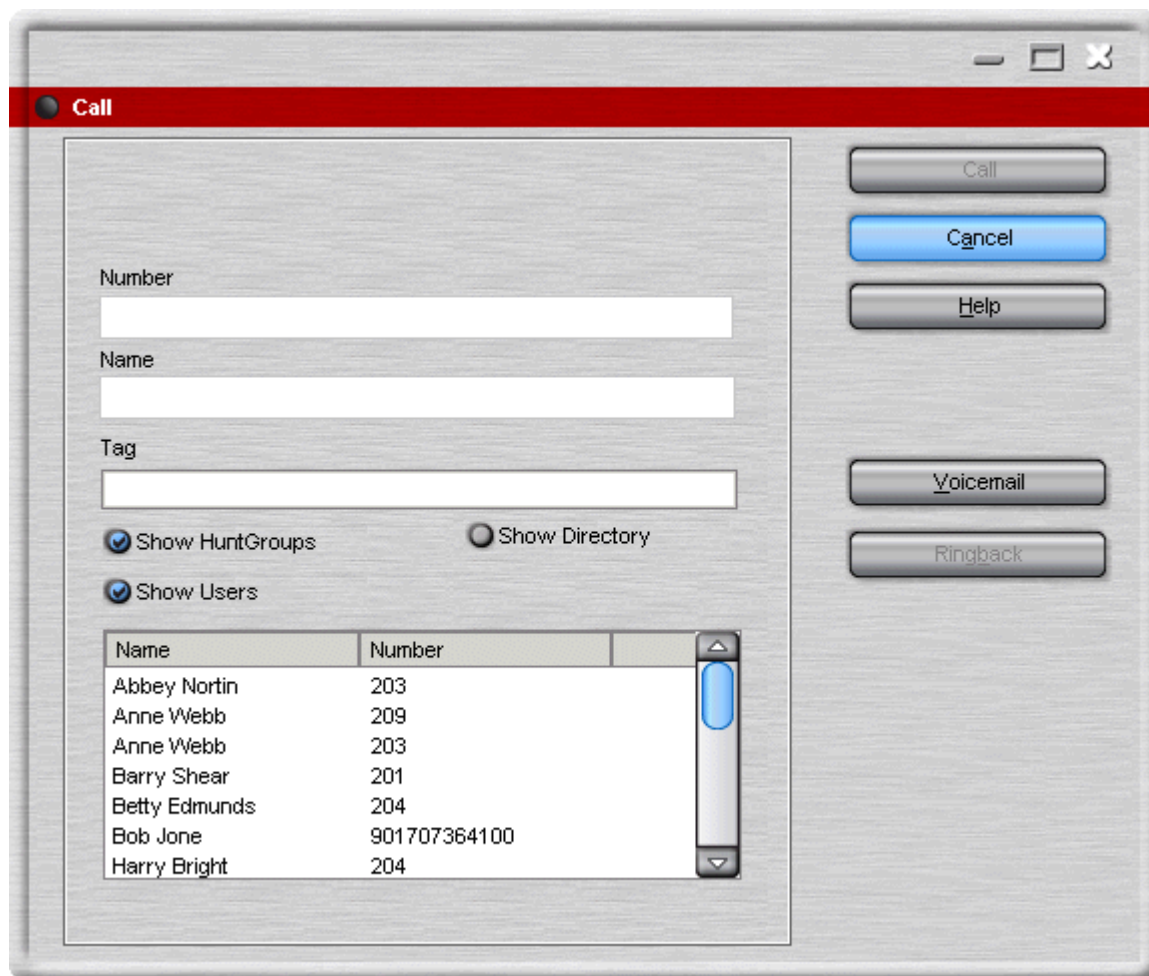 Call
Call
Cancel
Number
Help
Name
Tag
Voicemail
Show HuntGroups
Show Directory
Ringback
Show Users
Name Number
Abbey Nortin 203
Anne Webb 209
Anne Webb 203
Barry Shear 201
Betty Edmunds 204
Bob Jone 901707364100
Harry Bright 204